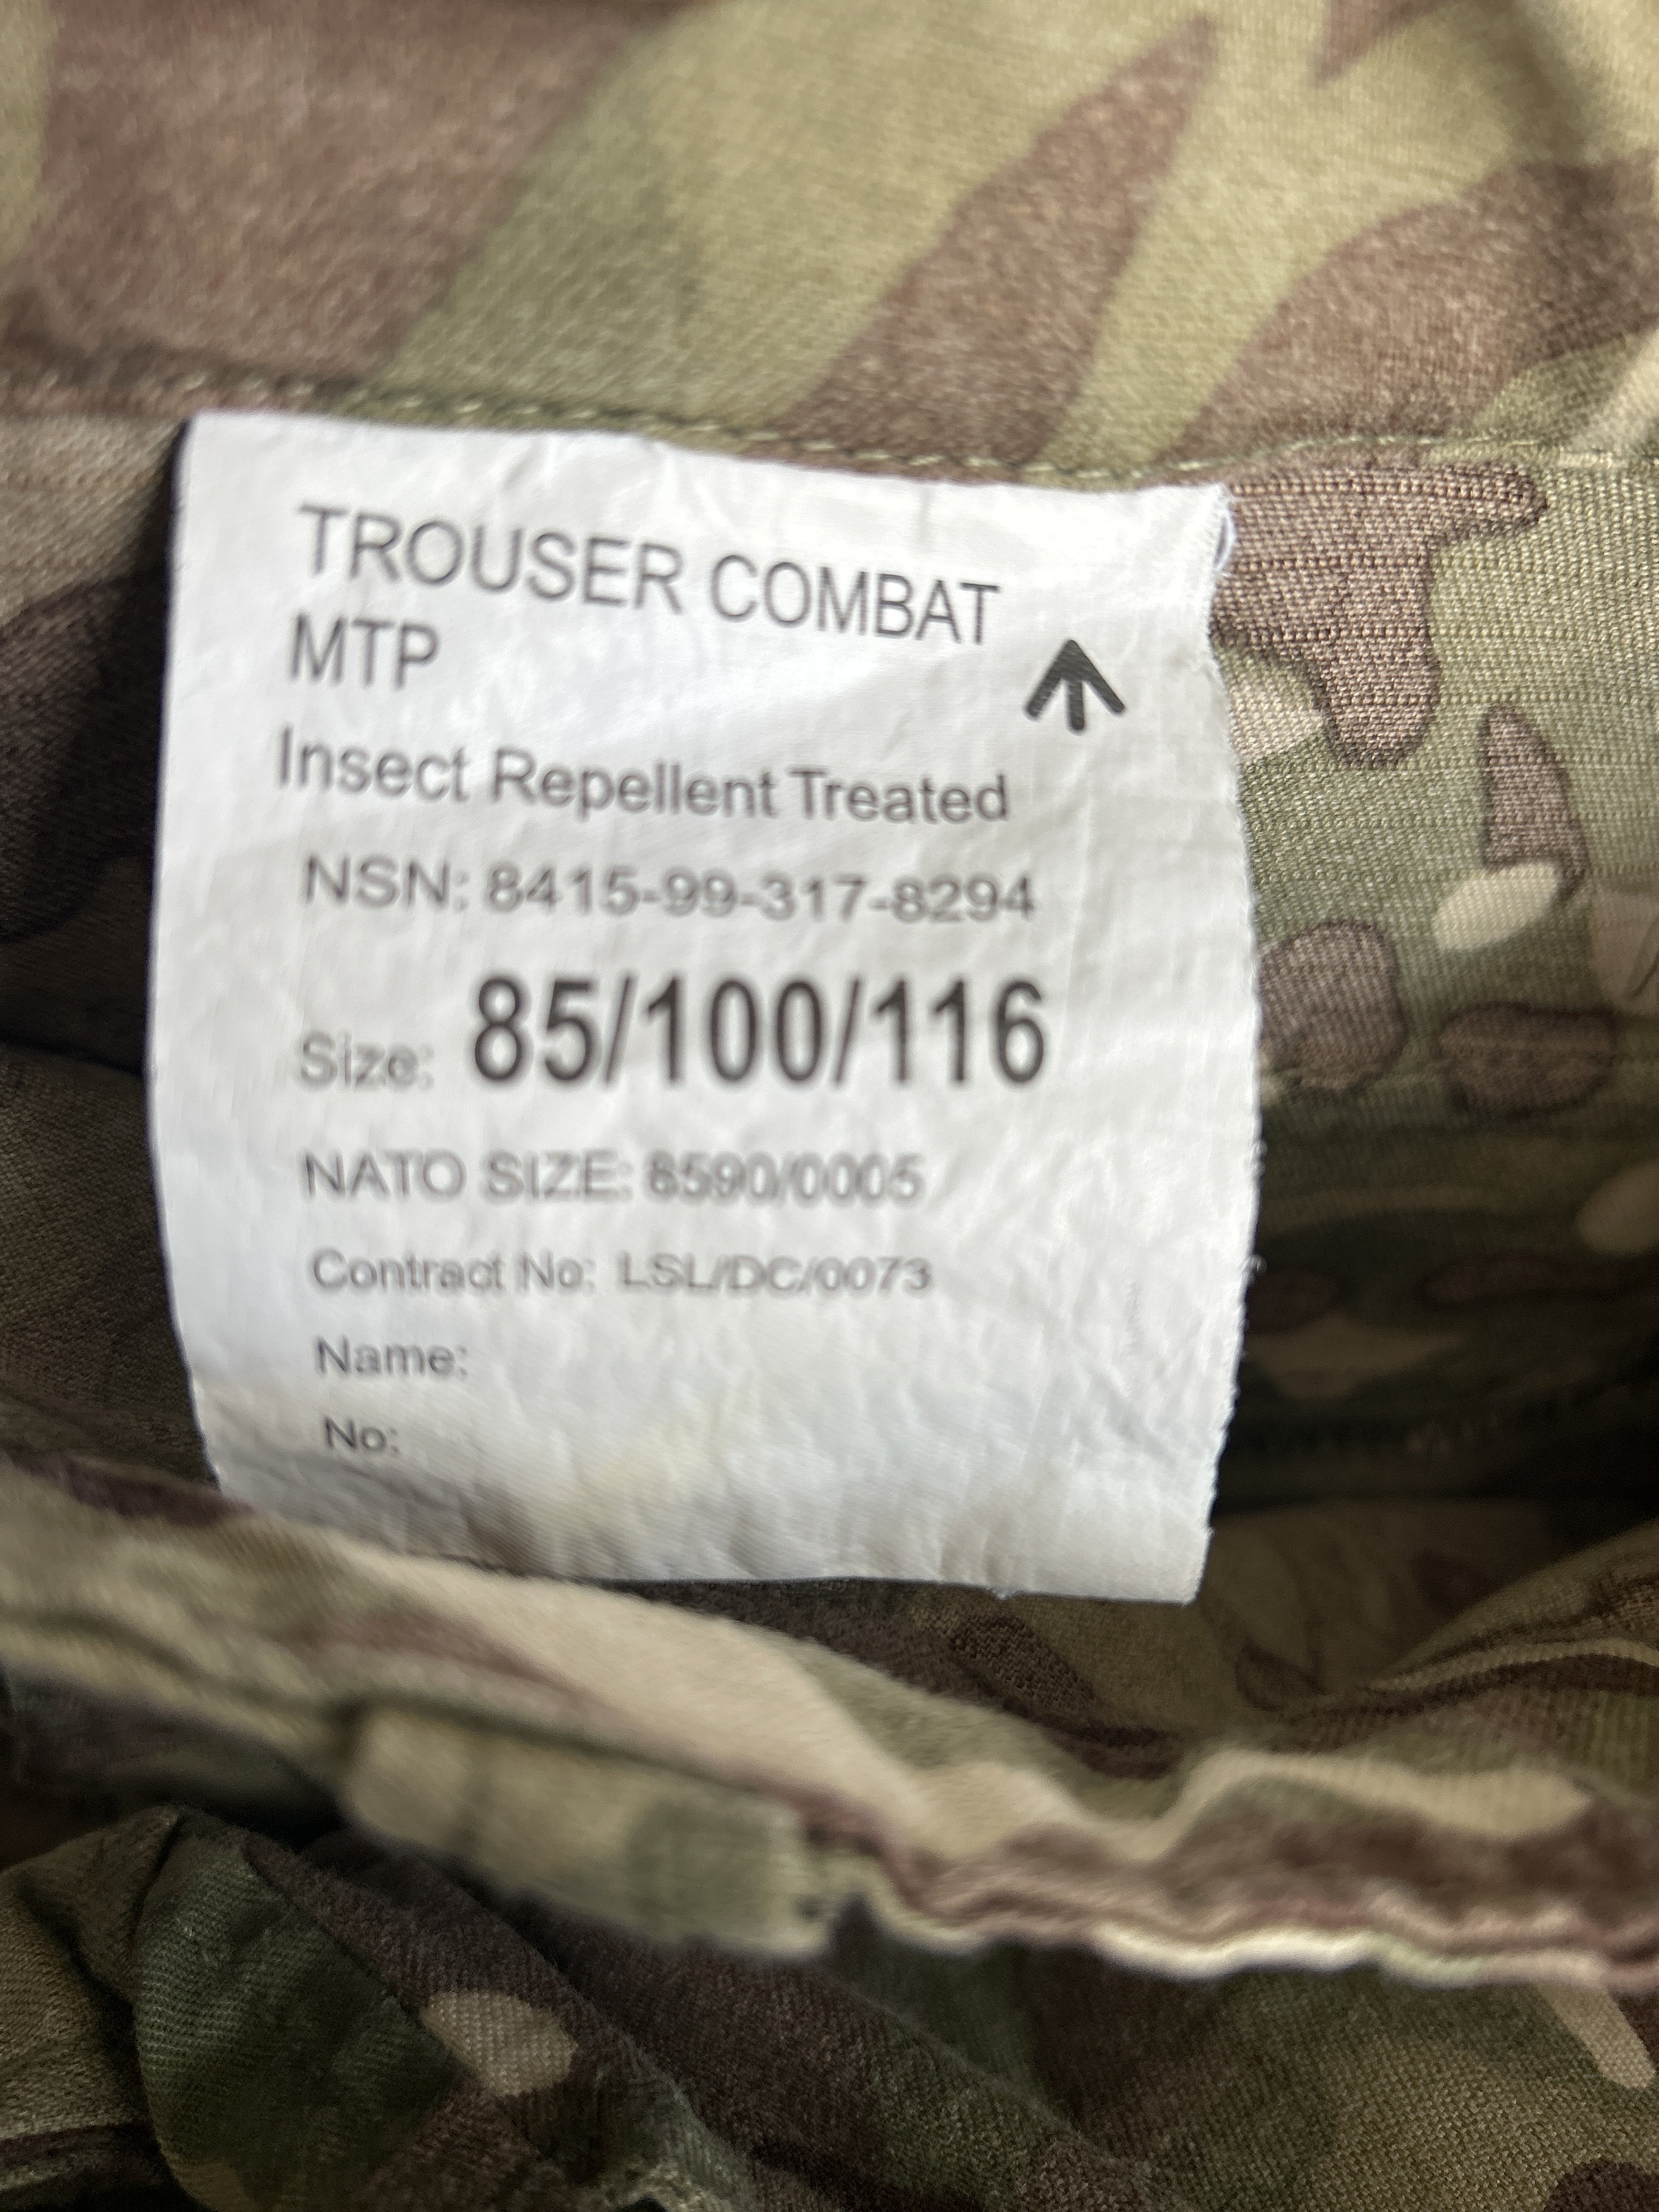 TROUSER COMBAT
MTP
Insect Repellent Treated
NSN: 8415-99-317-8294
Size: 85/100/116
NATO SIZE: 8590/0005
Contract No: LSL/DC/0073
Name:
No: